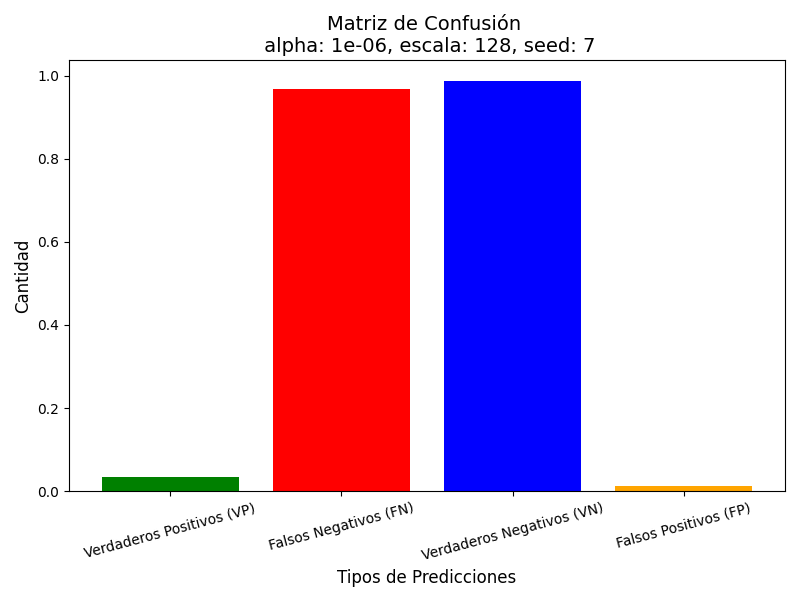 Matriz de Confusión
alpha: 1e-06, escala: 128, seed: 7
Cantidad
1.0
0.8
0.6
0.4
0.2
0.0
Verdaderos Positivos (VP)
Falsos Negativos (FN)
Verdaderos Negativos (VN)
Falsos Positivos (FP)
Tipos de Predicciones